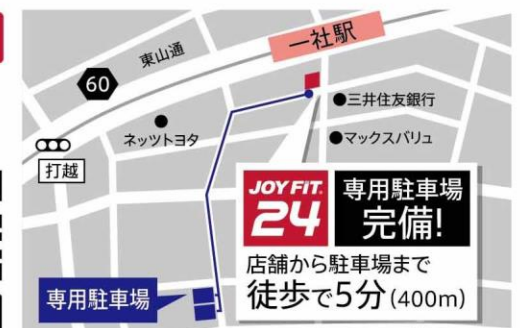 一社駅
東山通
60
三井住友銀行
ネッツトヨタ
マックスバリュ
打越
JOYFIT.
24
専用駐車場
完備!
店舗から駐車場まで
徒歩で5分(400m)
専用駐車場